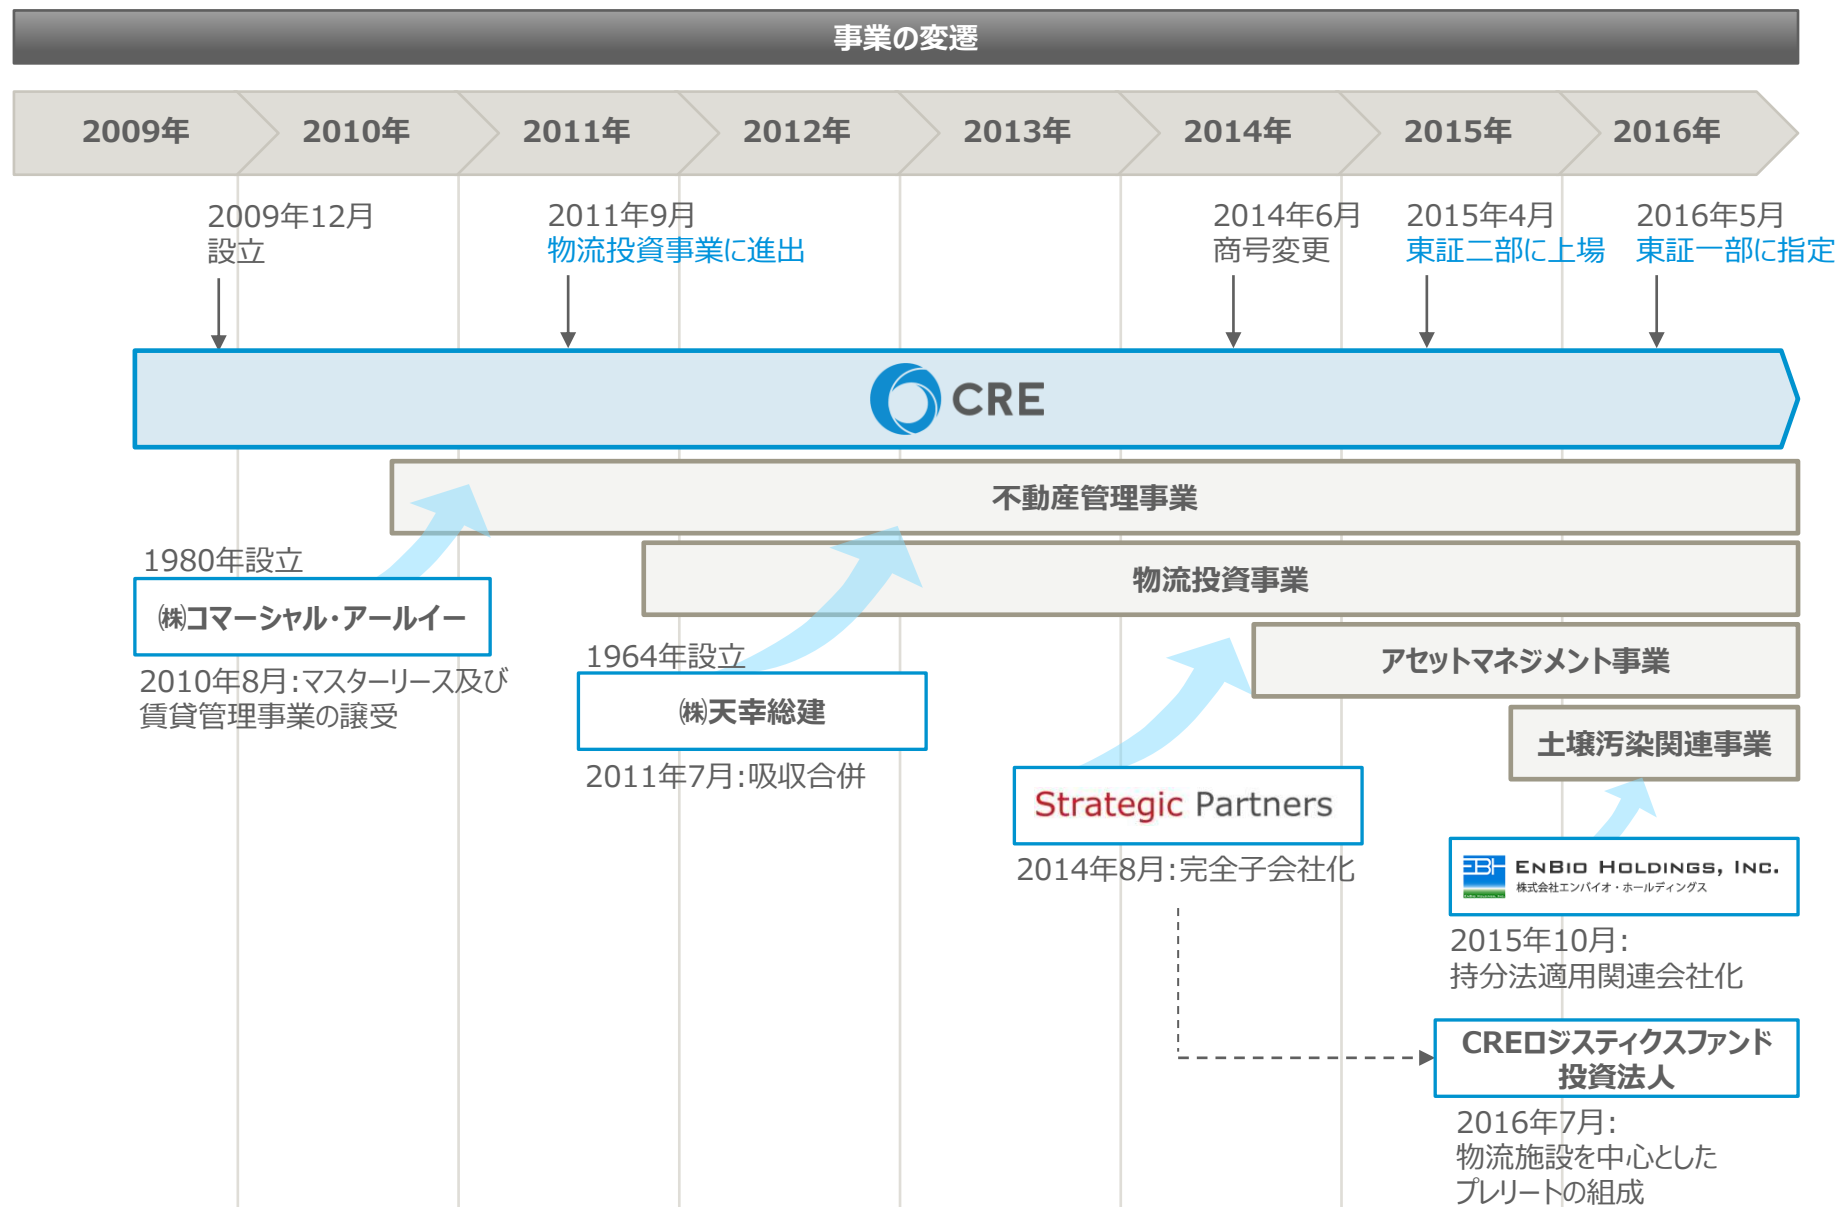 事業の変遷
2009年
2010年
2011年
2012年
2013年
2014年
2015年
2016年
2009年12月
設立
2011年9月
物流投資事業に進出
2014年6月
商号変更
2015年4月
東証二部に上場
2016年5月
東証一部に指定
CRE
不動産管理事業
物流投資事業
アセットマネジメント事業
土壌汚染関連事業
1980年設立
㈱コマーシャル・アールイー
2010年8月:マスターリース及び
賃貸管理事業の譲受
1964年設立
㈱天幸総建
2011年7月:吸収合併
Strategic Partners
2014年8月:完全子会社化
EBH
ENBIO HOLDINGS, INC.
株式会社エンバイオ・ホールディングス
2015年10月:
持分法適用関連会社化
CREロジスティクスファンド
投資法人
2016年7月:
物流施設を中心とした
プレリートの組成